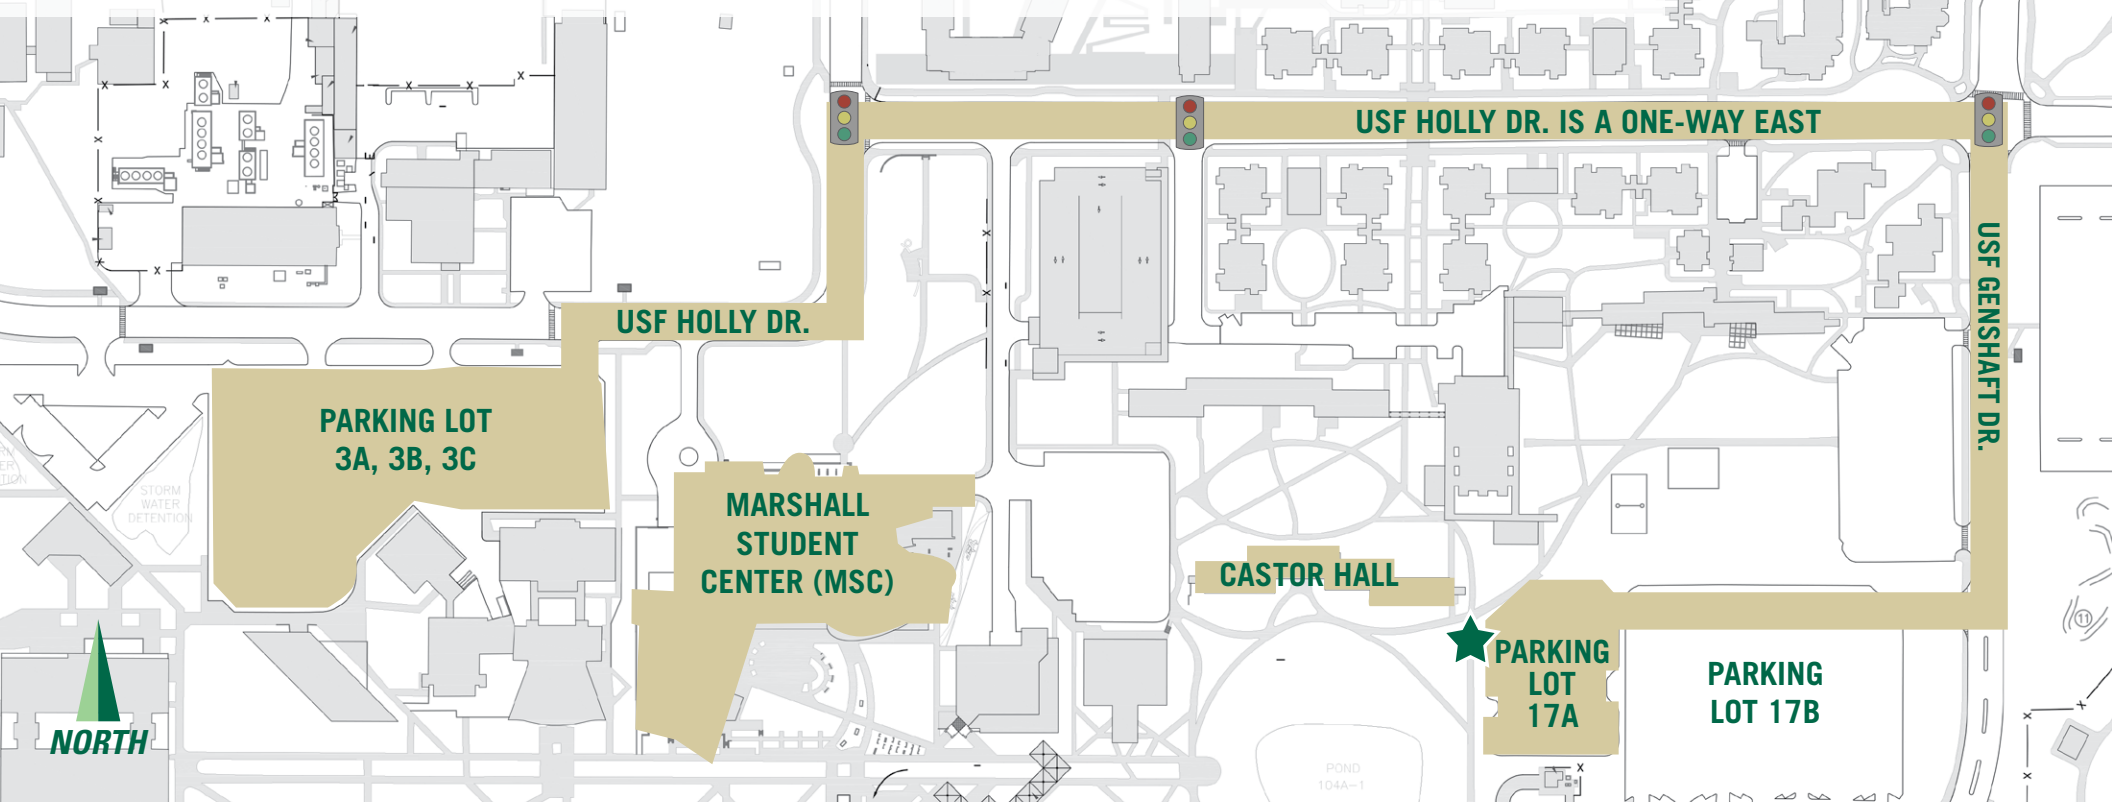 USF HOLLY DR. IS A ONE-WAY EAST
USF GENSHAFT DR.
USF HOLLY DR.
PARKING LOT
3A, 3B, 3C
STORM
WATER
DETENTION
MARSHALL
STUDENT
CENTER (MSC)
CASTOR HALL
PARKING
LOT
17A
PARKING
LOT 17B
11
NORTH
POND
104A-1